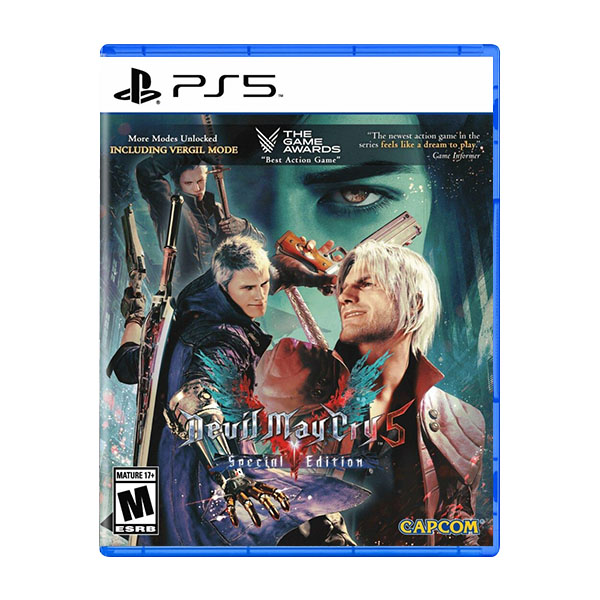 PS5
More Modes Unlocked
INCLUDING VERGIL MODE
THE
GAME
AWARDS
"Best Action Game"
"The newest action game in the
series feels like a dream to play."
Game Informer
Devil May Cry 5
Special Edition
MATURE 17+
M
ESRB
CAPCOM